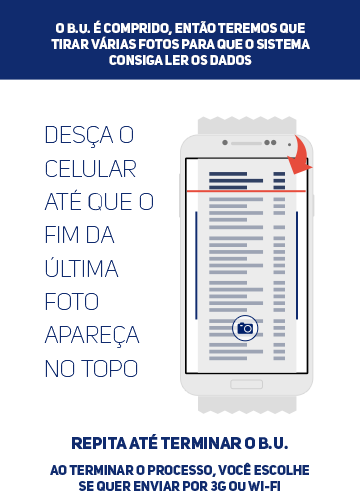 O B.U. É COMPRIDO, ENTÃO TEREMOS QUE
TIRAR VÁRIAS FOTOS PARA QUE O SISTEMA
CONSIGA LER OS DADOS
DESÇA O
CELULAR
ATÉ QUE O
FIM DA
ÚLTIMA
FOTO
APAREÇA
NO TOPO
REPITA ATÉ TERMINAR O B.U.
AO TERMINAR O PROCESSO, VOCÊ ESCOLHE
SE QUER ENVIAR POR 3G OU WI-FI